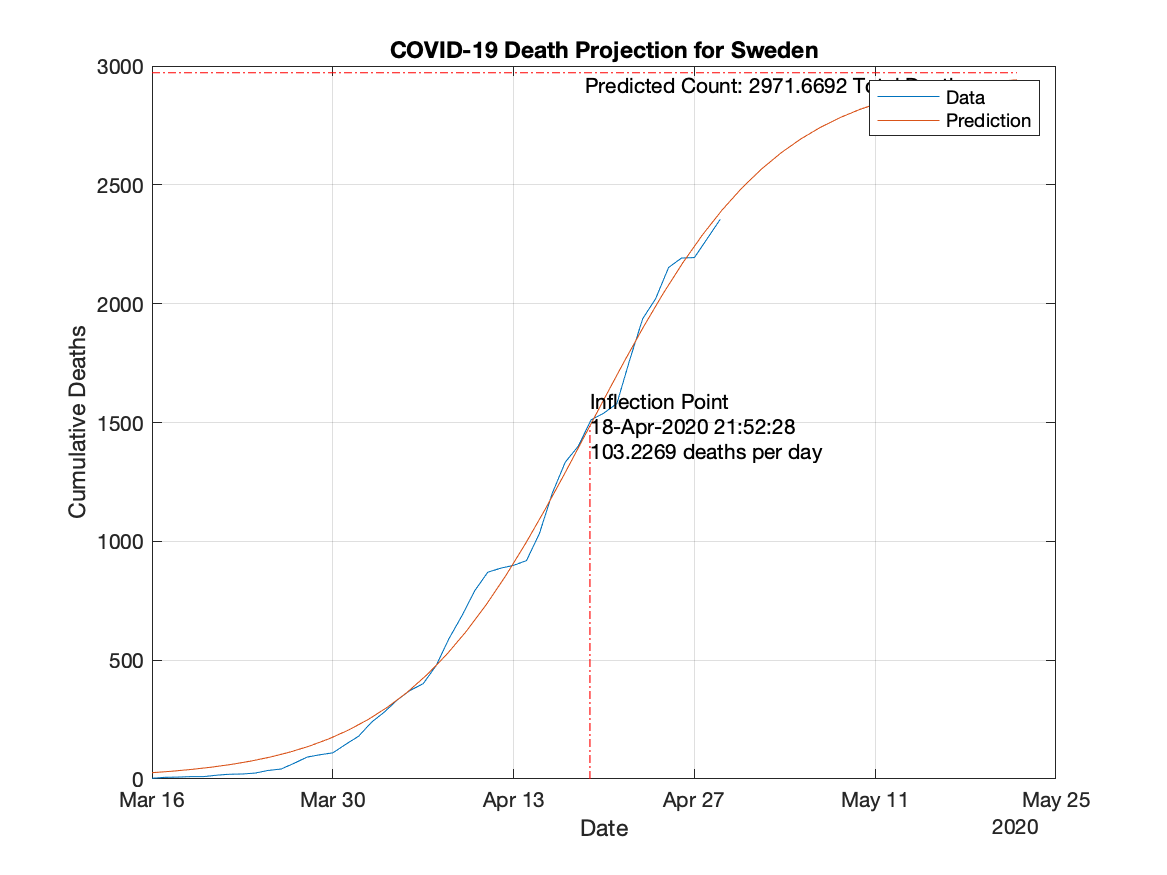 COVID-19 Death Projection for Sweden
3000
Predicted Count: 2971.6692
Data
Prediction
2500
2000
Inflection Point
1500
18-Apr-2020 21:52:28
103.2269 deaths per day
Cumulative Deaths
1000
500
0
Mar 16
Mar 30
Apr 13
Apr 27
May 11
May 25
Date
2020